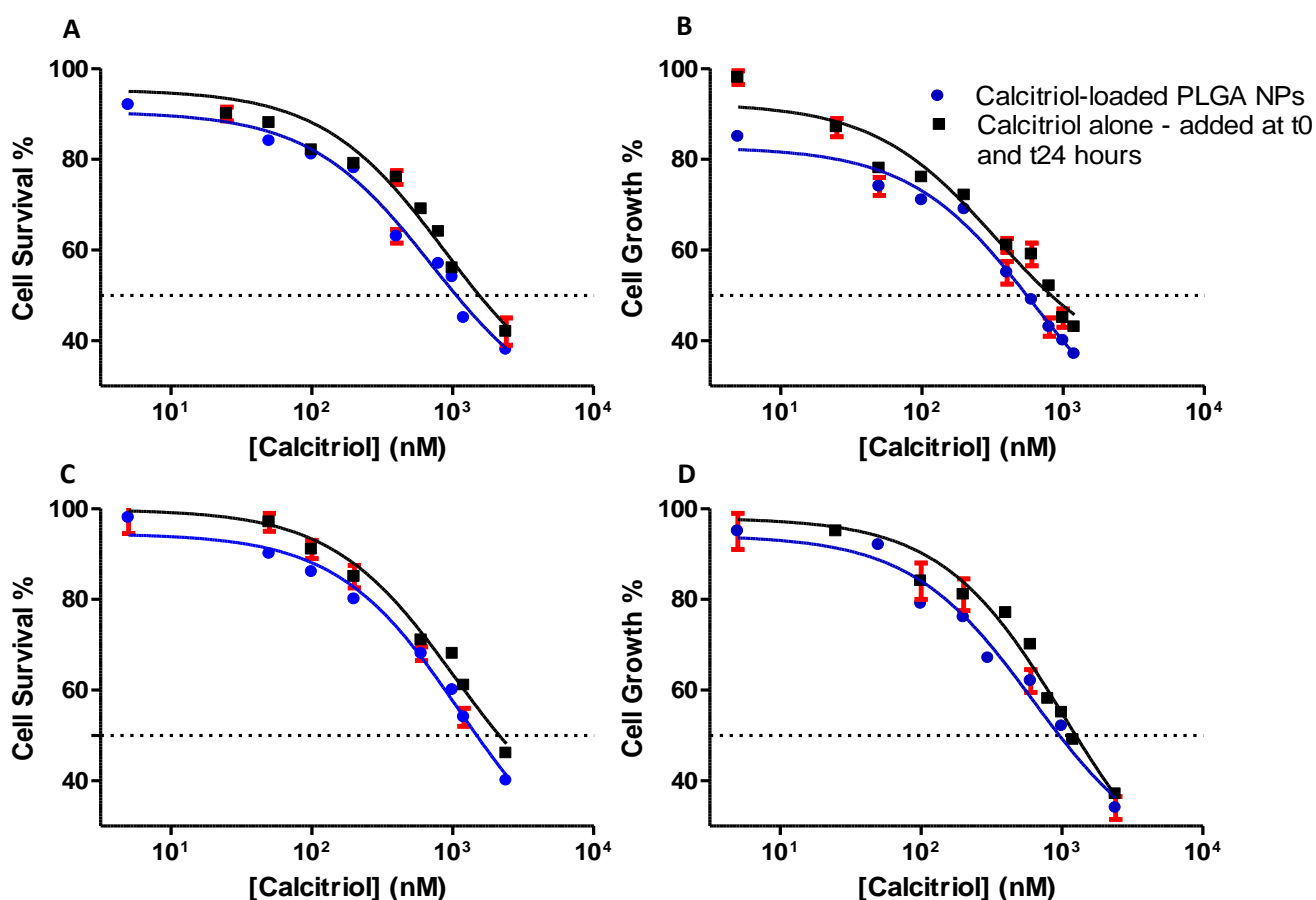 A
100
80
60
40
Cell Survival %
10¹
10²
10³
10⁴
[Calcitriol] (nM)
B
100
80
60
40
Cell Growth %
10¹
10²
10³
10⁴
[Calcitriol] (nM)
Calcitriol-loaded PLGA NPs
Calcitriol alone - added at t0
and t24 hours
C
100
80
60
40
Cell Survival %
10¹
10²
10³
10⁴
[Calcitriol] (nM)
D
100
80
60
40
Cell Growth %
10¹
10²
10³
10⁴
[Calcitriol] (nM)